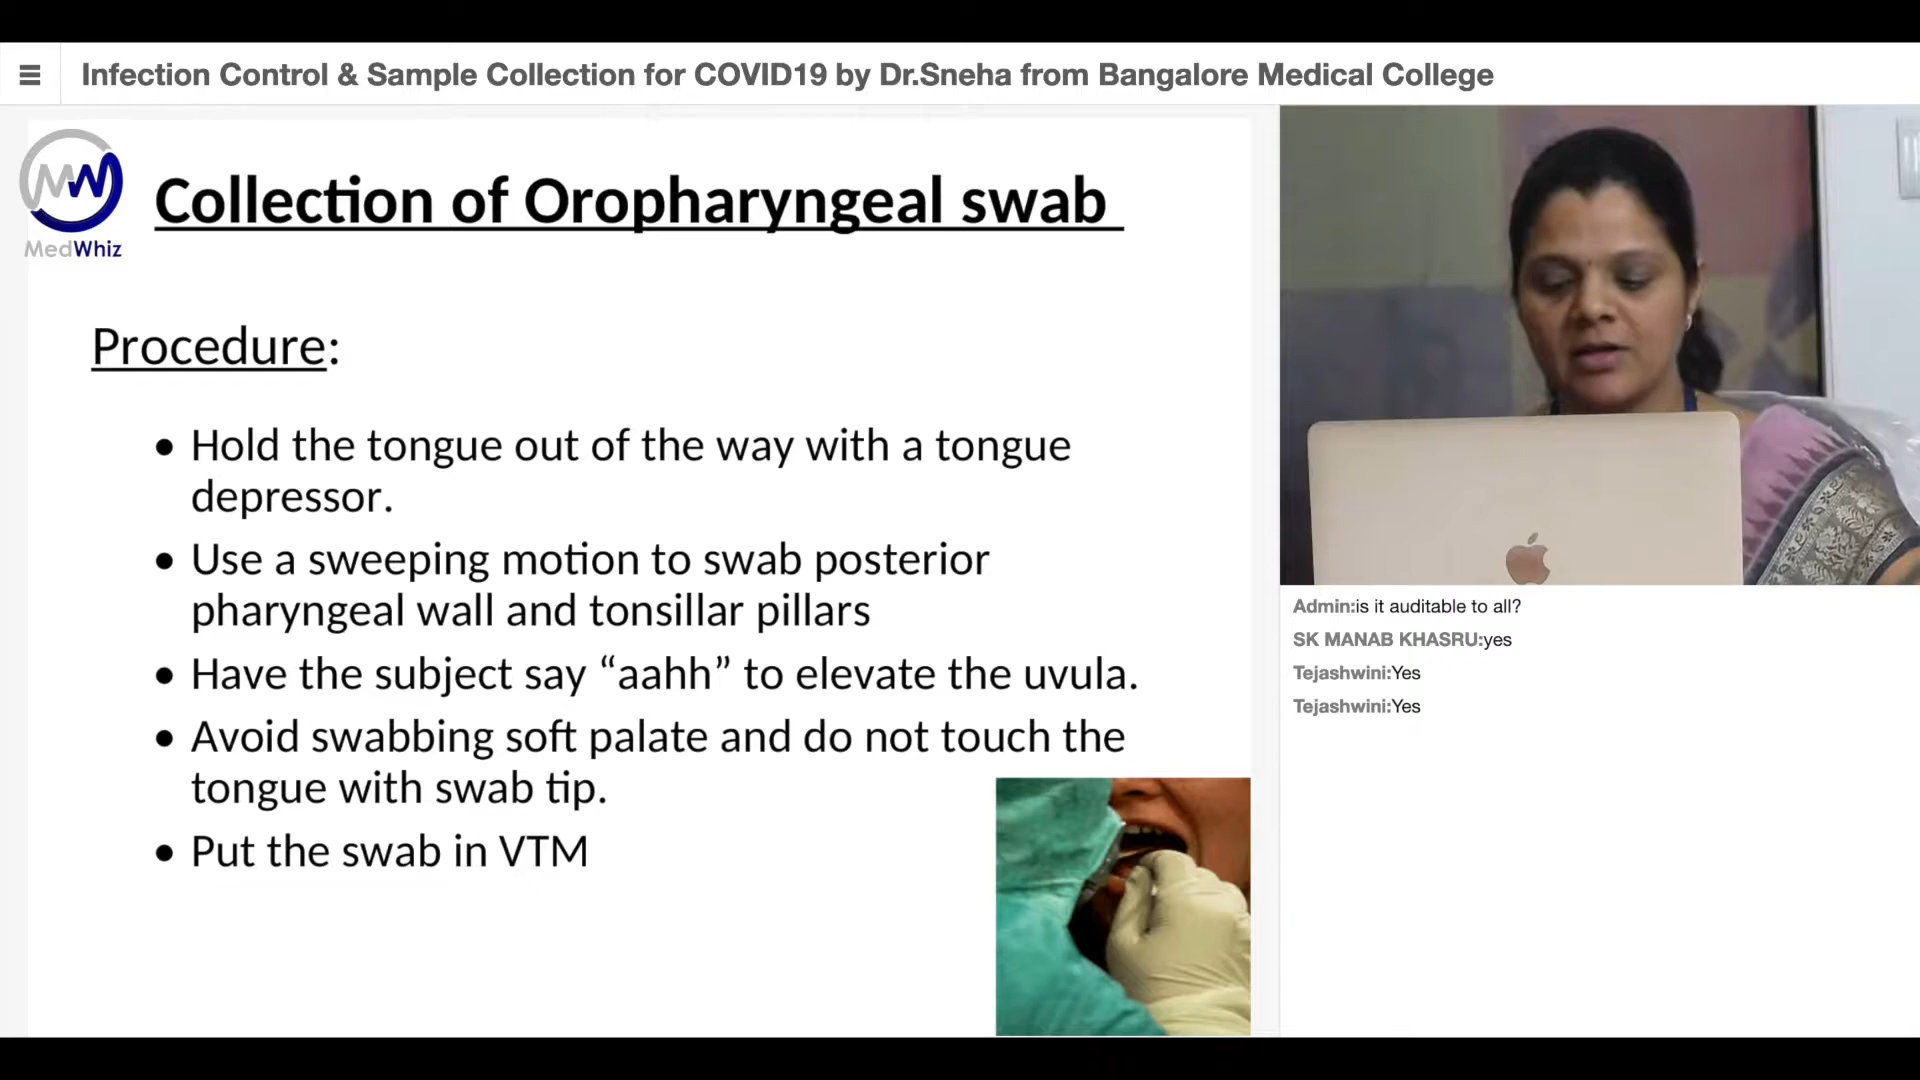 Infection Control & Sample Collection for COVID19 by Dr.Sneha from Bangalore Medical College
MW
MedWhiz
Collection of Oropharyngeal swab
Procedure:
• Hold the tongue out of the way with a tongue
depressor.
• Use a sweeping motion to swab posterior
pharyngeal wall and tonsillar pillars
• Have the subject say “aahh” to elevate the uvula.
• Avoid swabbing soft palate and do not touch the
tongue with swab tip.
• Put the swab in VTM
Admin:is it auditable to all?
SK MANAB KHASRU:yes
Tejashwini:Yes
Tejashwini:Yes